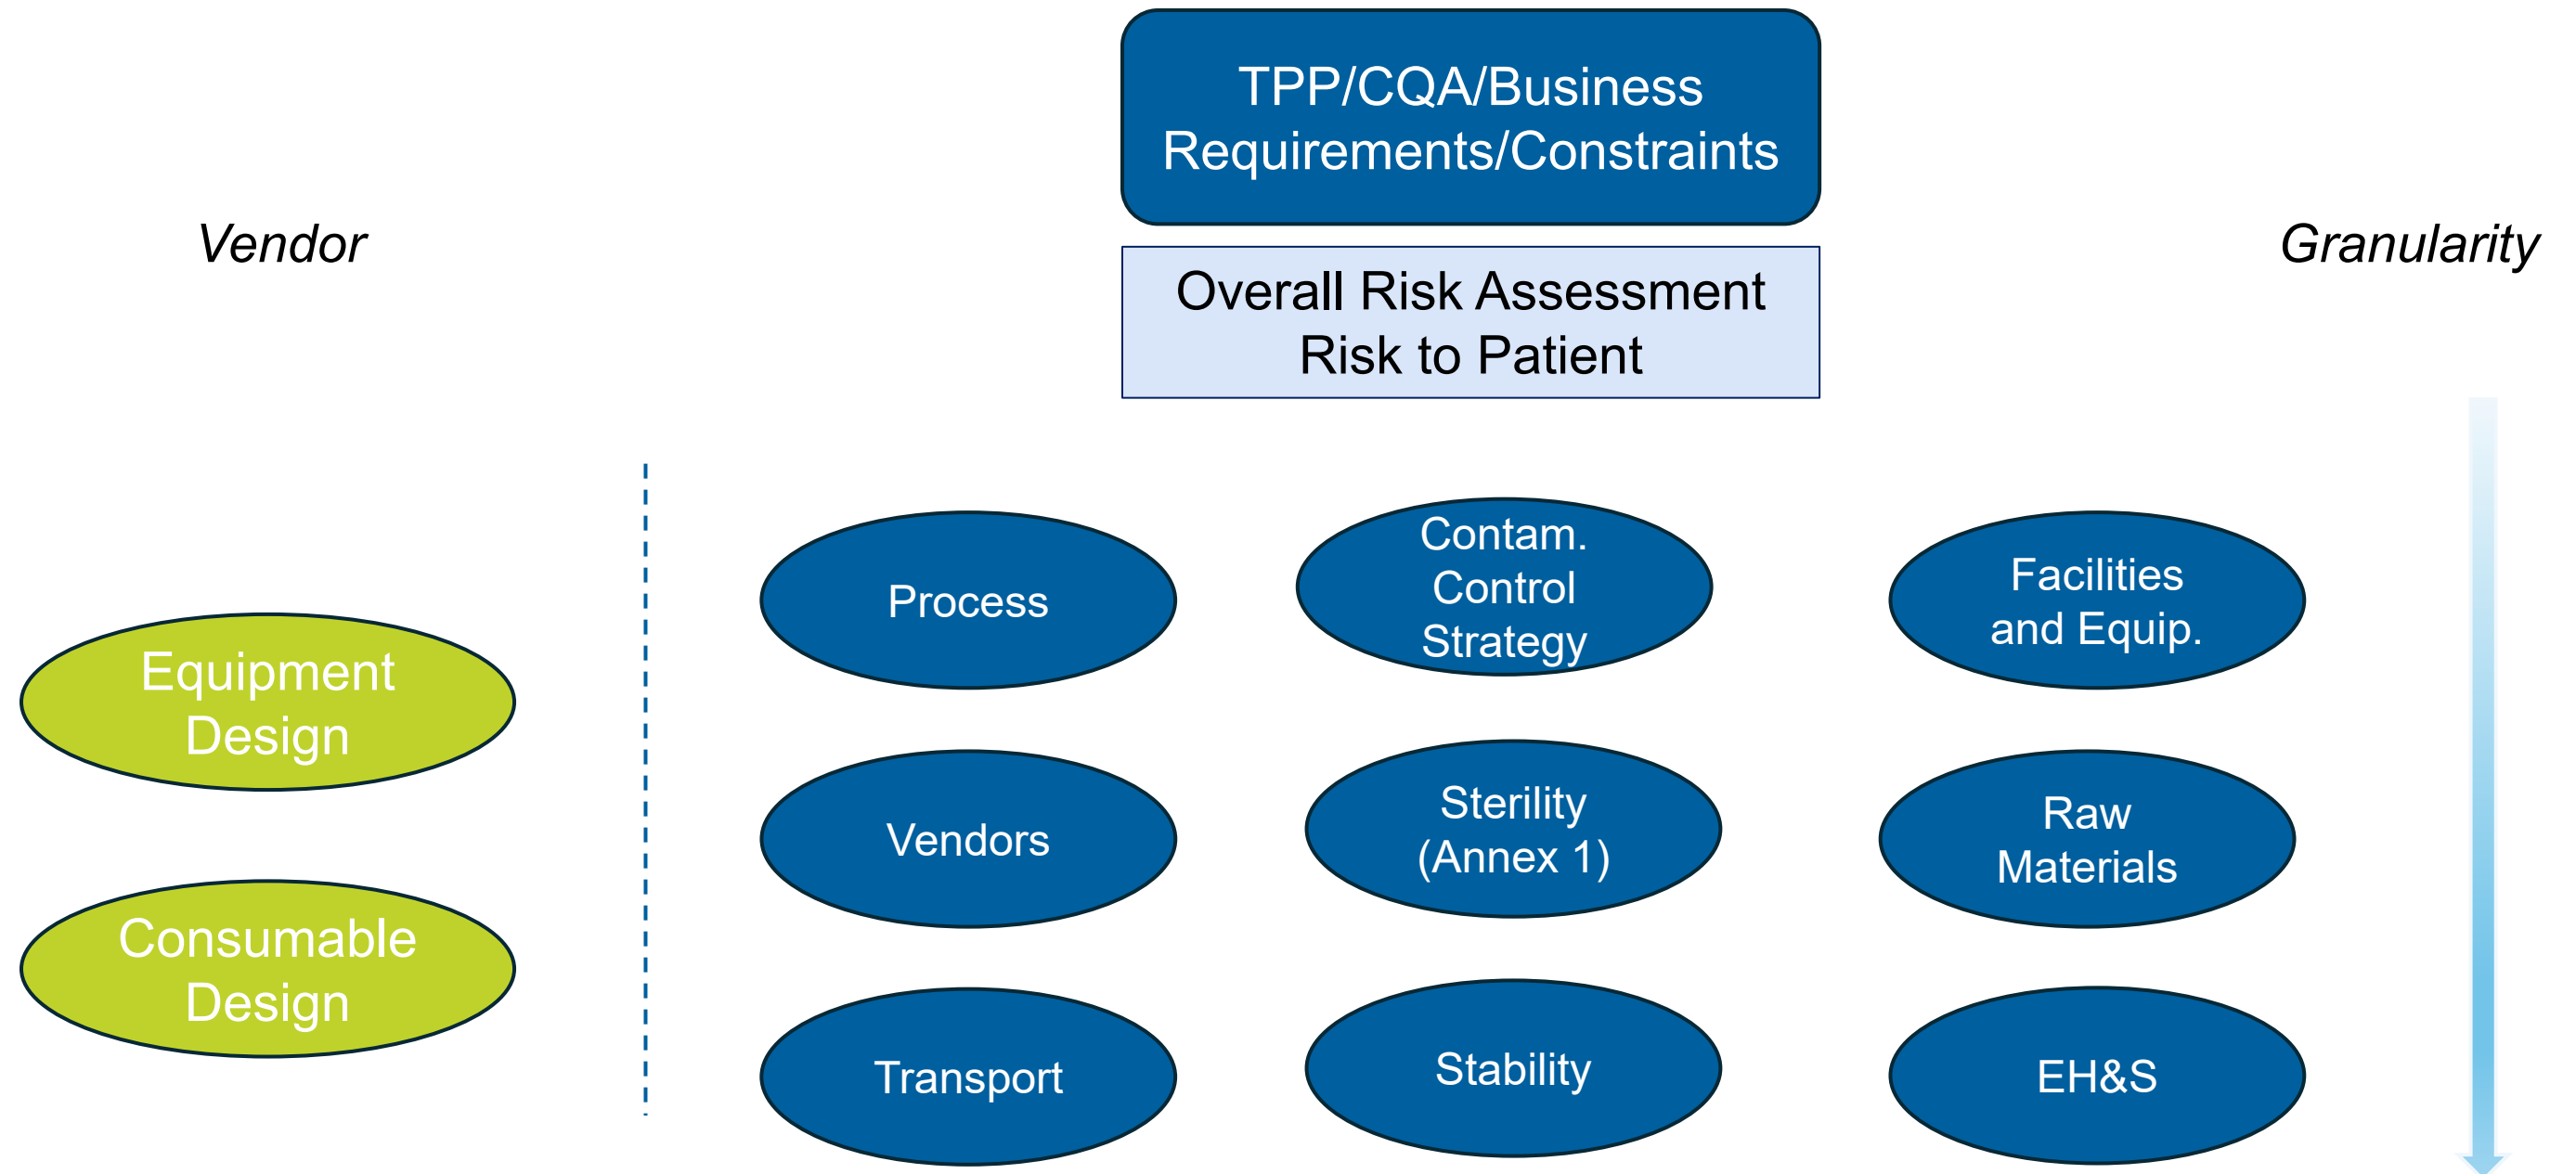 TPP/CQA/Business
Requirements/Constraints
Vendor
Granularity
Overall Risk Assessment
Risk to Patient
Equipment
Design
Consumable
Design
Process
Contam.
Control
Strategy
Facilities
and Equip.
Vendors
Sterility
(Annex 1)
Raw
Materials
Transport
Stability
EH&S